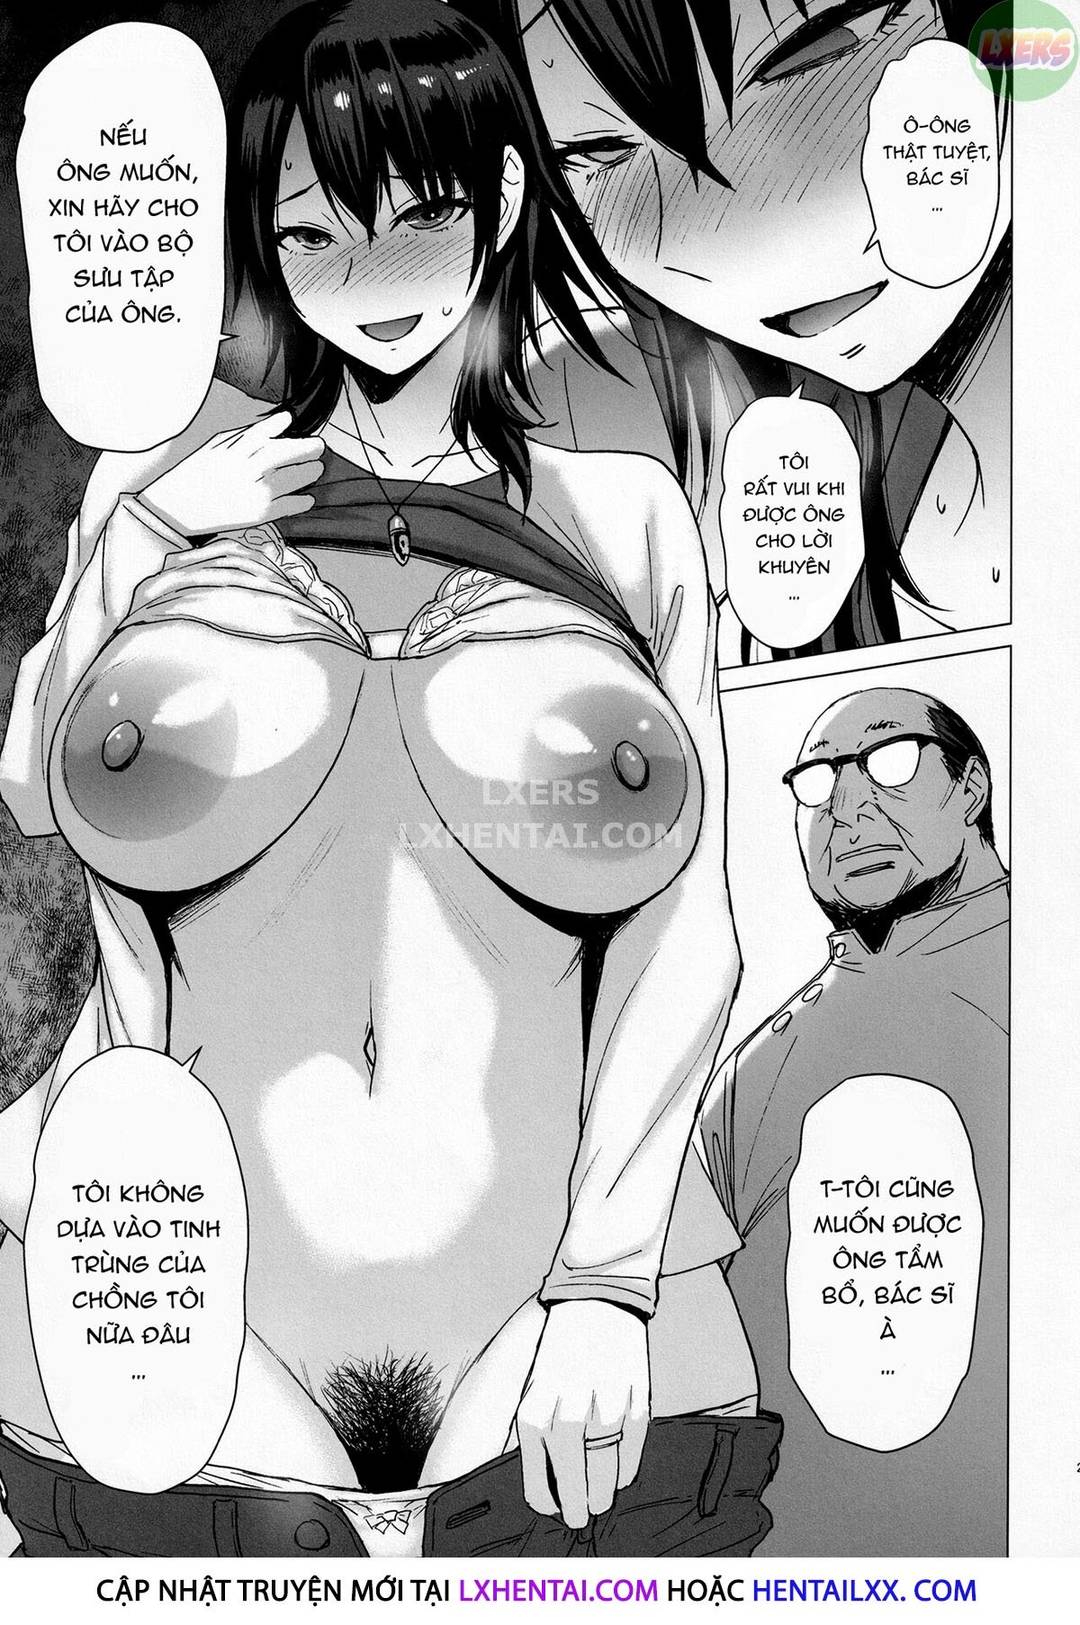 LXERS
Ô-ÔNG
THẬT TUYỆT,
BÁC SĨ
...
TÔI
RẤT VUI KHI
ĐƯỢC ÔNG
CHO LỜI
KHUYÊN
...
NẾU
ÔNG MUỐN,
XIN HÃY CHO
TÔI VÀO BỘ
SƯU TẬP
CỦA ÔNG.
LXERS
LXHENTAI.COM
T-TÔI CŨNG
MUỐN ĐƯỢC
ÔNG TẨM
BỔ, BÁC SĨ
À
...
TÔI KHÔNG
DỰA VÀO TINH
TRÙNG CỦA
CHỒNG TÔI
NỮA ĐÂU
...
CẬP NHẬT TRUYỆN MỚI TẠI LXHENTAI.COM HOẶC HENTAILXX. COM